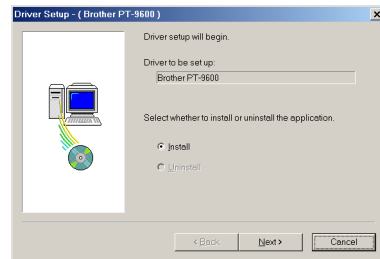 Driver Setup - ( Brother PT-9600 )
Driver setup will begin.
Driver to be set up:
Brother PT-9600
Select whether to install or uninstall the application.
Install
Uninstall
< Back
Next >
Cancel